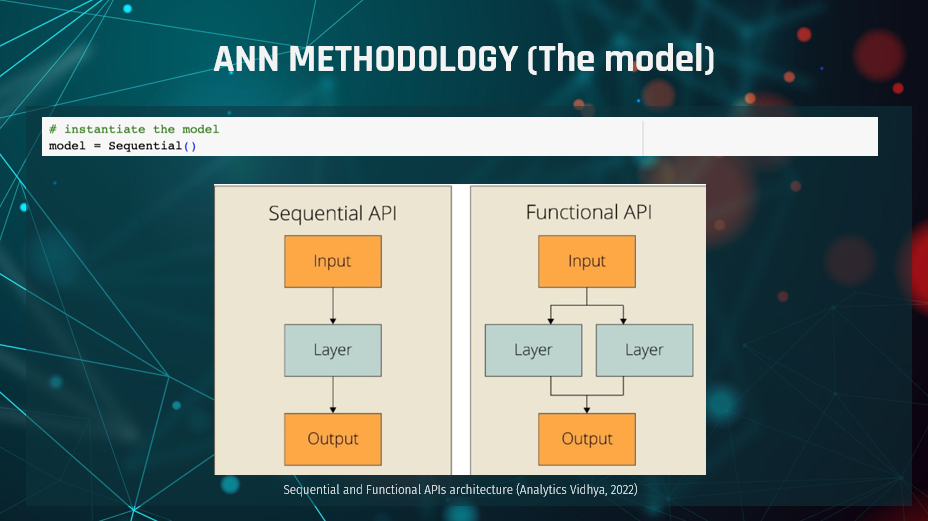 ANN METHODOLOGY (The model)
# instantiate the model
model = Sequential()
Sequential API
Input
Layer
Output
Functional API
Input
Layer Layer
Output
Sequential and Functional APIs architecture (Analytics Vidhya, 2022)